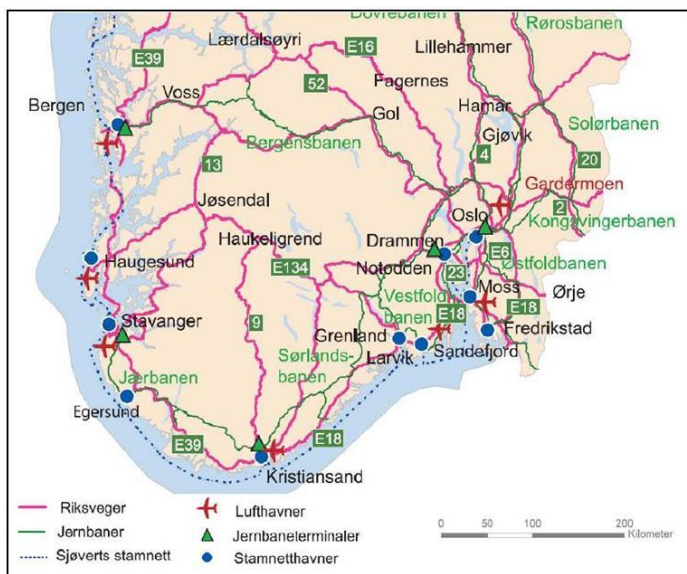 Dovrebanen
Rørosbanen
Lærdalsøyri
E16
Lillehammer
E39
52
Fagernes
Voss
Hamar
Bergen
Gol
Gjøvik
Solørbanen
Bergensbanen
4
20
13
Gardermoen
Jøsendal
Oslo
2
Kongsvingerbanen
Haukeligrend
Drammen
E6
Haugesund
E134
Notodden
23
Østfoldbanen
Moss
Ørje
Vestfold
banen
E18
E18
Stavanger
9
Grenland
Fredrikstad
Sørlands-
banen
Larvik
Sandefjord
Jærbanen
Egersund
E39
E18
Kristiansand
Riksveger
Lufthavner
Jernbaner
Jernbaneterminaler
Sjøverts stamnett
Stamnetthavner
0 50 100 200
Kilometer